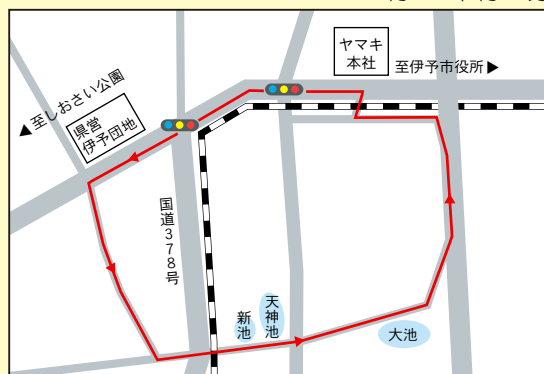 ヤマキ
本社
至伊予市役所▶
◀至しおさい公園
県営
伊予団地
国道378号
新池
天神池
大池